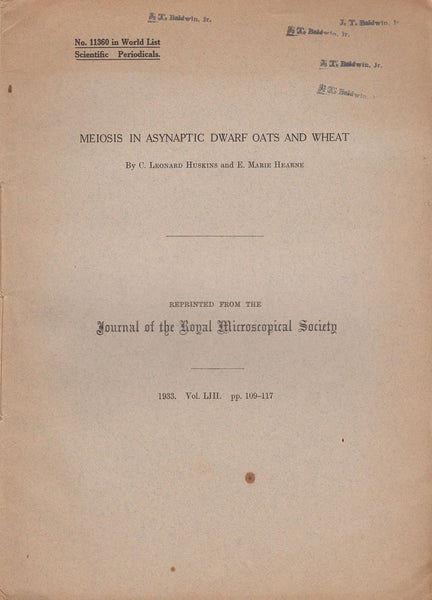 J. T. Baldwin, Jr.
J. T. Baldwin, Jr.
J. T. Baldwin, Jr.
No. 11360 in World List
Scientific Periodicals.
J. T. Baldwin, Jr.
J. T. Baldwin,
MEIOSIS IN ASYNAPTIC DWARF OATS AND WHEAT
By C. Leonard Huskins and E. Marie Hearne
REPRINTED FROM THE
Journal of the Royal Microscopical Society
1933. Vol. LIII. pp. 109–117